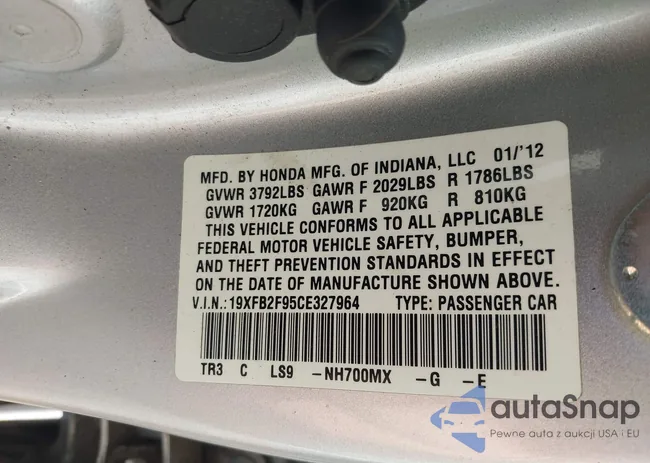 MFD. BY HONDA MFG. OF INDIANA, LLC 01/'12
GVWR 3792LBS GAWR F 2029LBS R 1786LBS
GVWR 1720KG GAWR F 920KG R 810KG
THIS VEHICLE CONFORMS TO ALL APPLICABLE
FEDERAL MOTOR VEHICLE SAFETY, BUMPER,
AND THEFT PREVENTION STANDARDS IN EFFECT
ON THE DATE OF MANUFACTURE SHOWN ABOVE.
V.I.N.:19XFB2F95CE327964 TYPE: PASSENGER CAR
TR3 C LS9 -NH700MX -G -E
autaSnap
Pewne auta z aukcji USA i EU